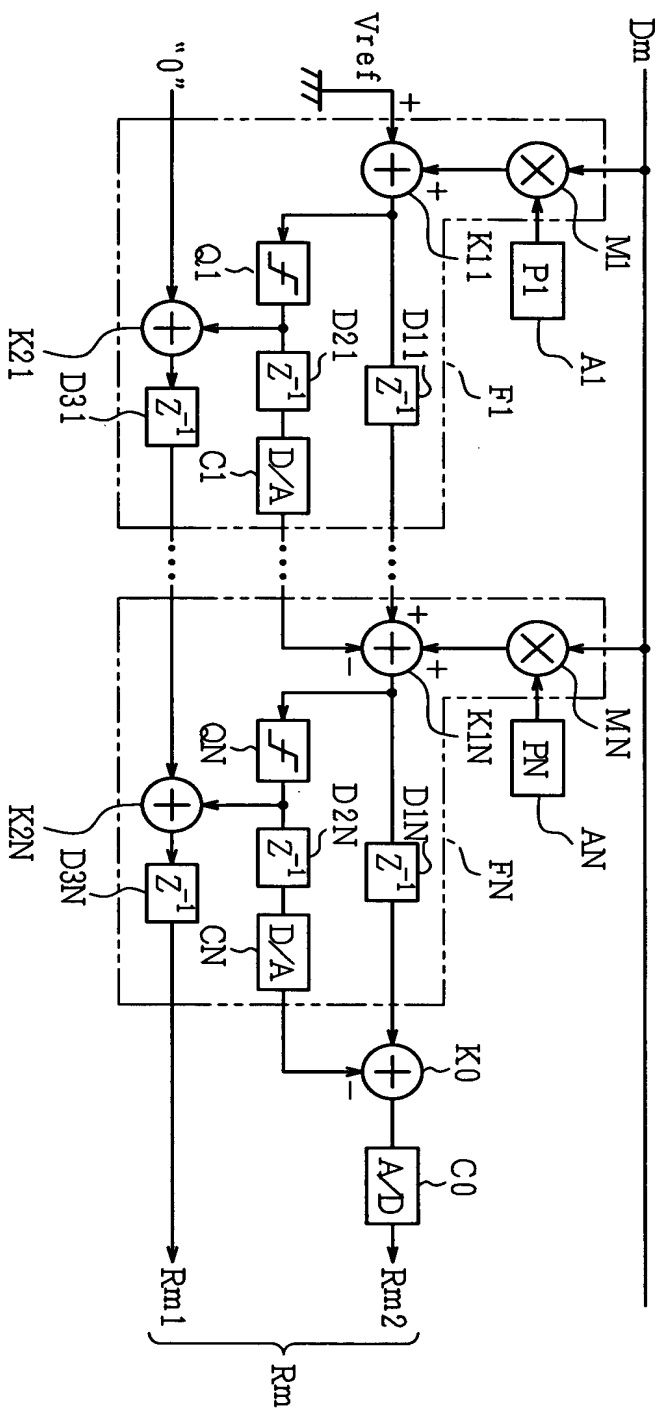 Dm
M1
P1
A1
MN
PN
AN
Vref
+
+
K11
D11
Z⁻¹
F1
+
+
−
K1N
D1N
Z⁻¹
FN
K0
−
C0
A/D
Rm2
Q1
D21
Z⁻¹
C1
D/A
QN
D2N
Z⁻¹
CN
D/A
Rm
"0"
K21
D31
Z⁻¹
K2N
D3N
Z⁻¹
Rm1